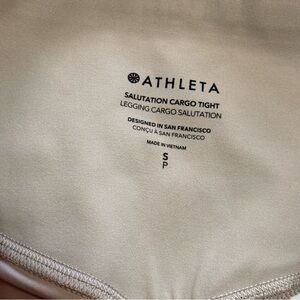 ATHLETA
SALUTATION CARGO TIGHT
LEGGING CARGO SALUTATION
DESIGNED IN SAN FRANCISCO
CONÇU À SAN FRANCISCO
MADE IN VIETNAM
S
P